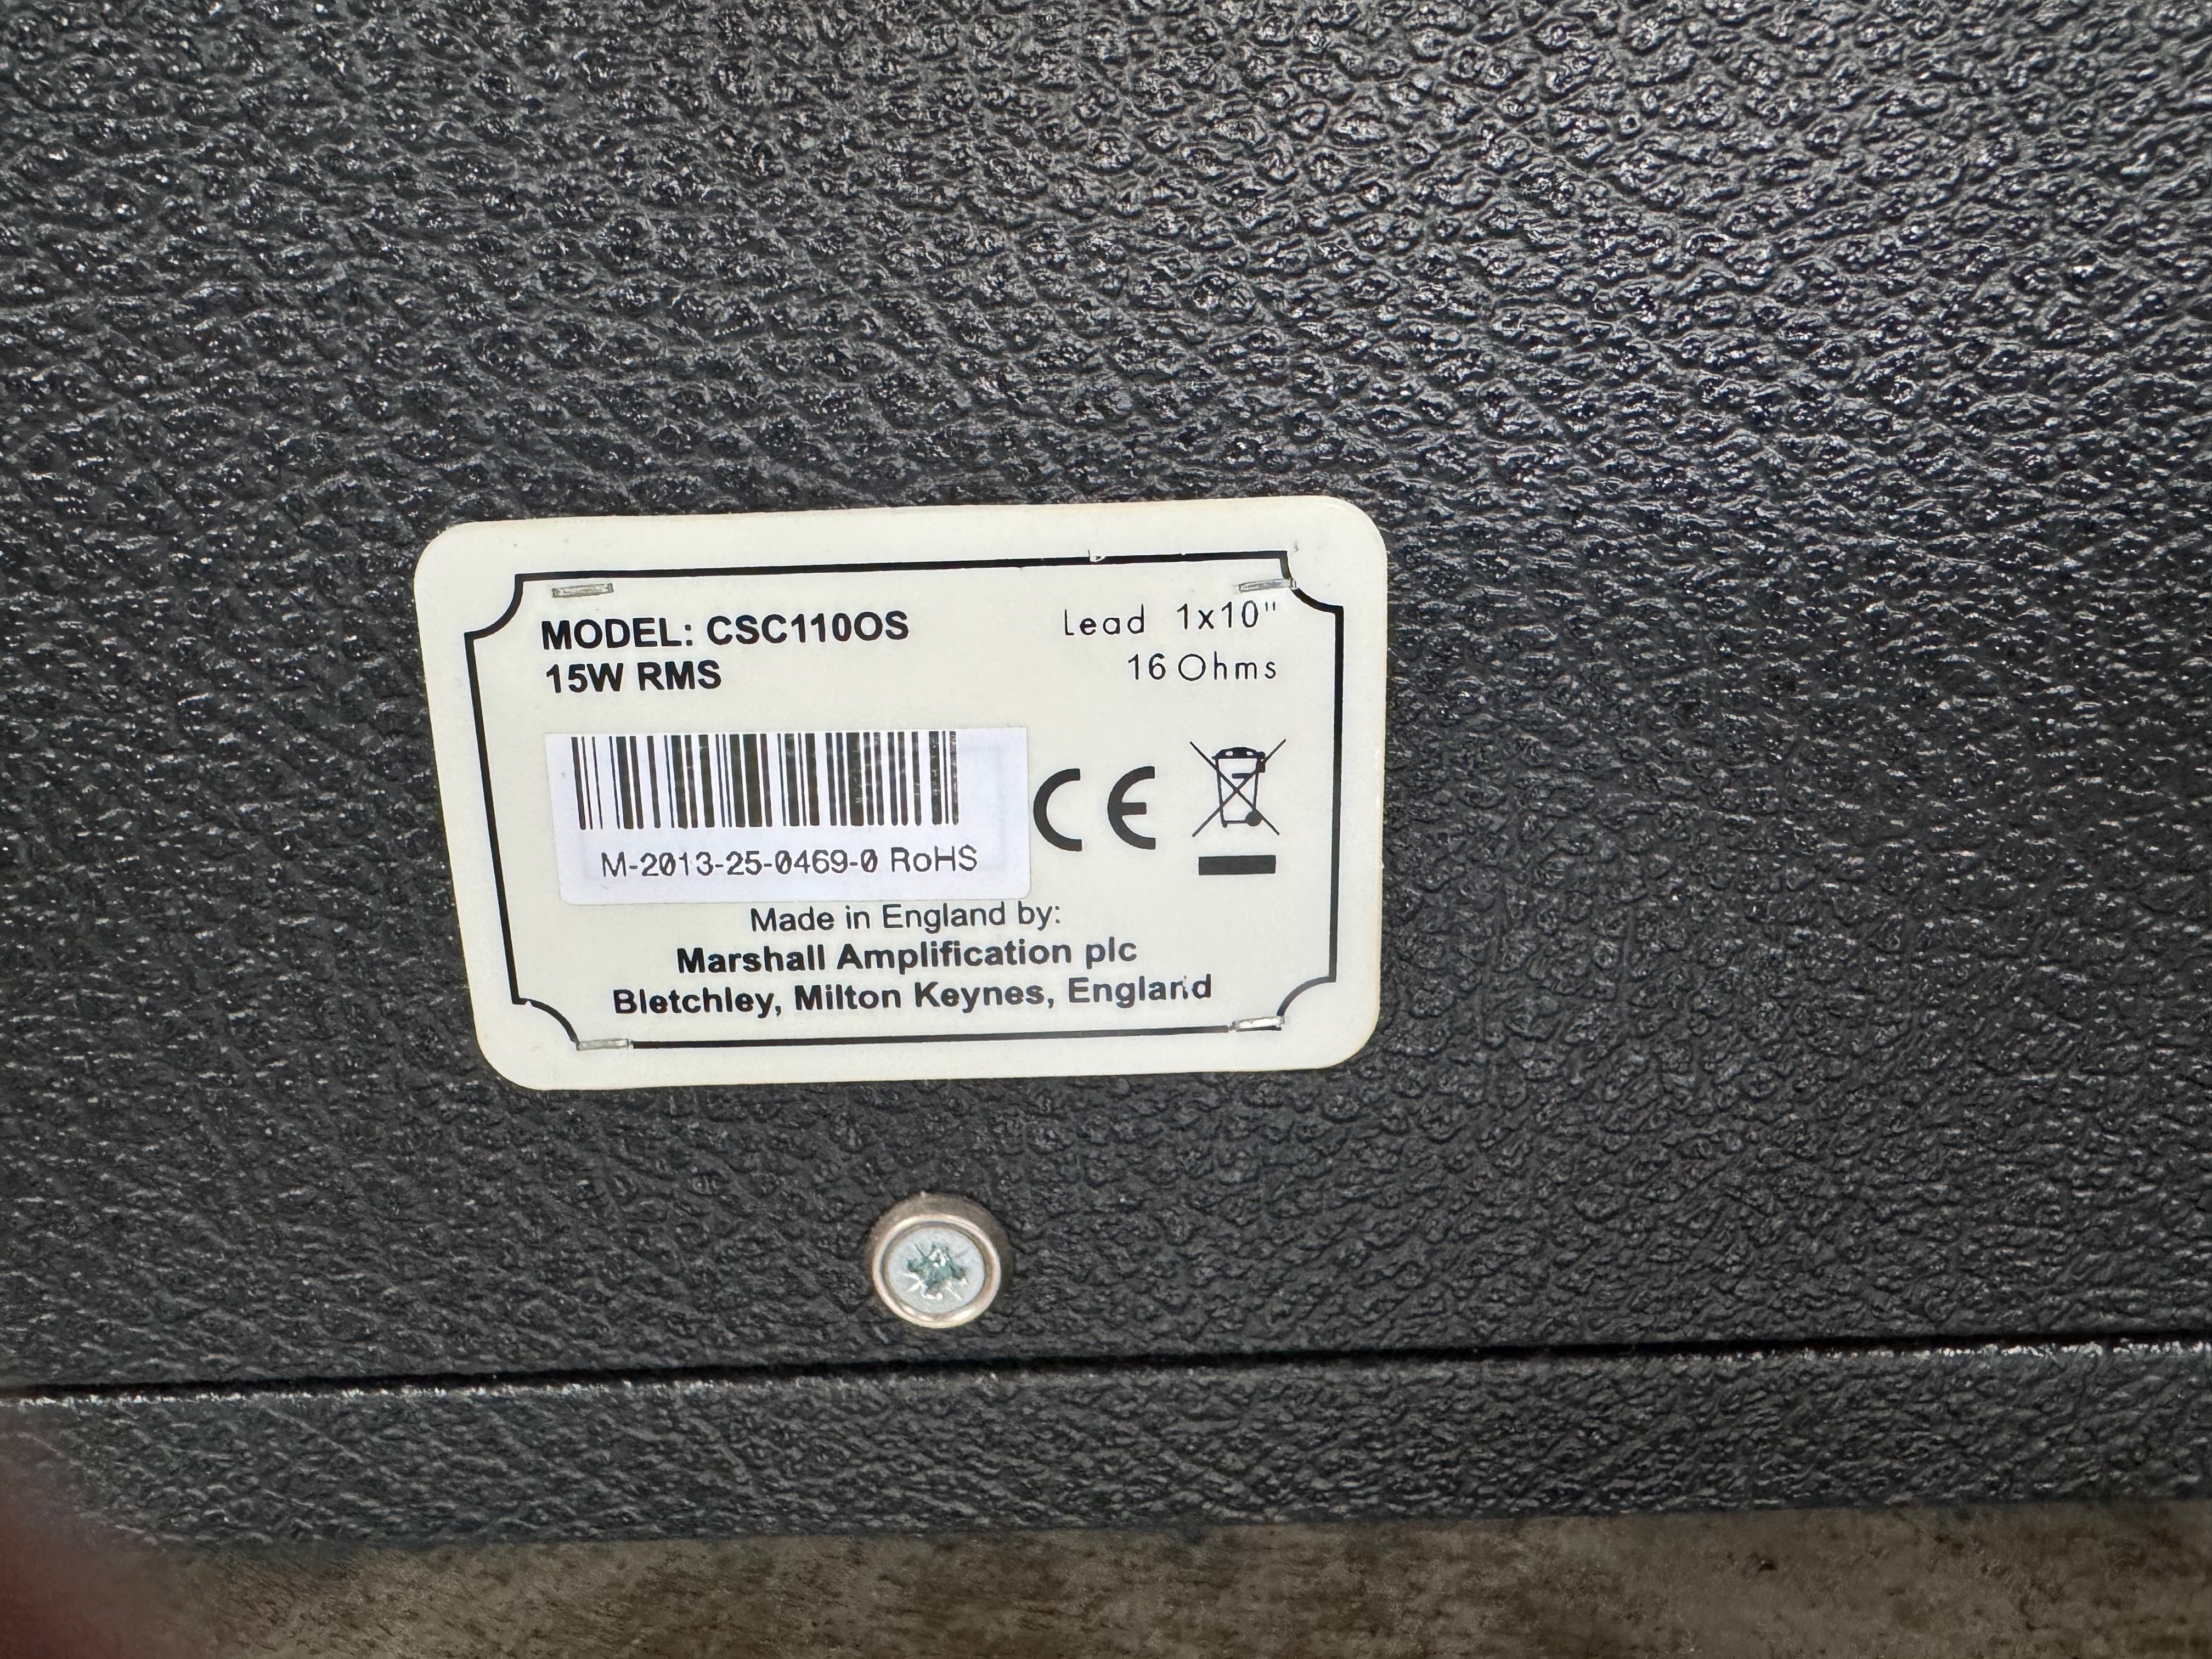 MODEL: CSC110OS
15W RMS
Lead 1x10"
16 Ohms
M-2013-25-0469-0 RoHS
CE
Made in England by:
Marshall Amplification plc
Bletchley, Milton Keynes, England